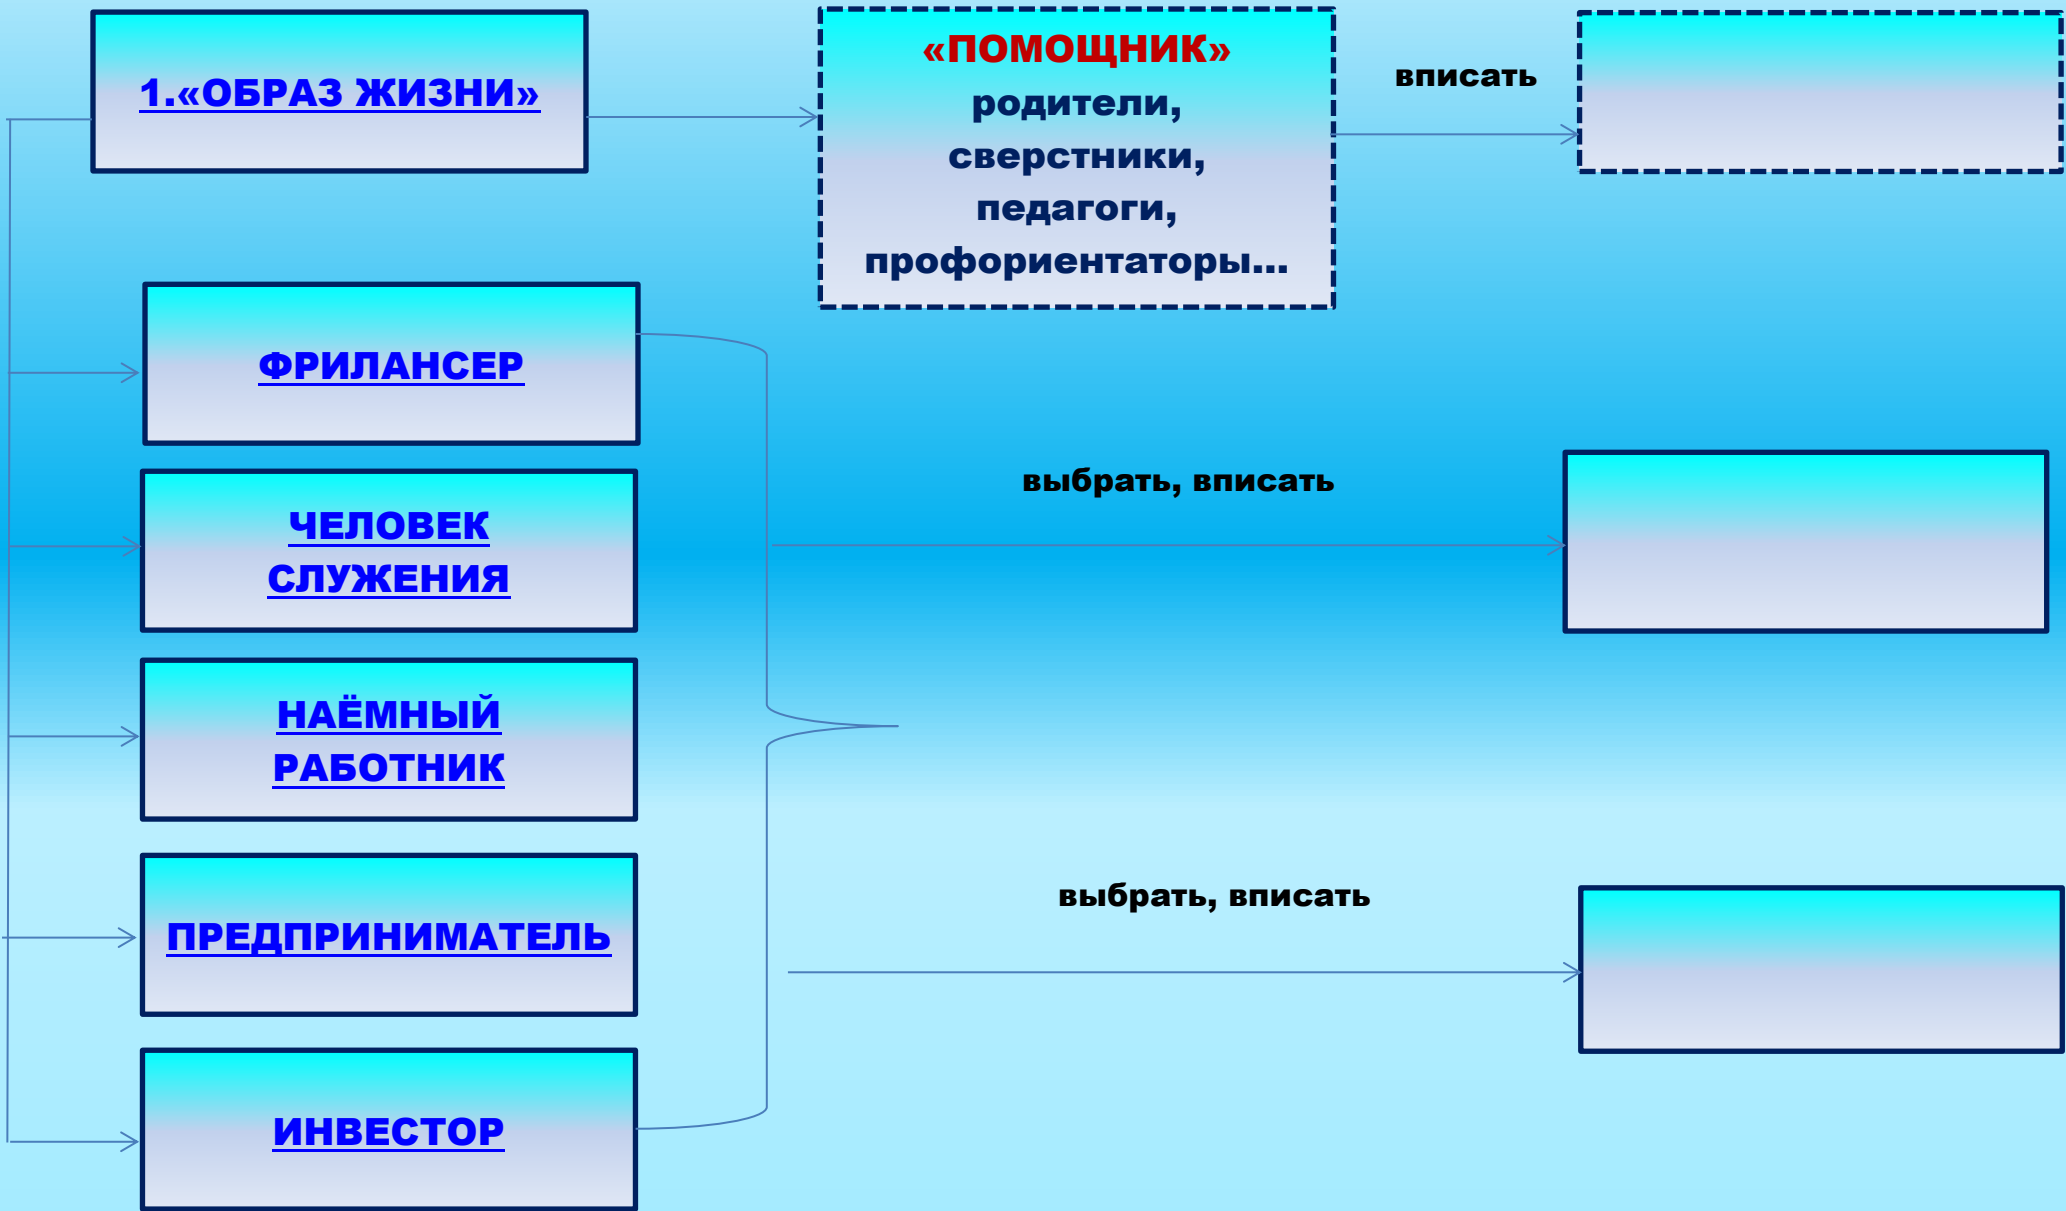 1.«ОБРАЗ ЖИЗНИ»
«ПОМОЩНИК»
родители,
сверстники,
педагоги,
профориентаторы...
вписать
ФРИЛАНСЕР
ЧЕЛОВЕК
СЛУЖЕНИЯ
выбрать, вписать
НАЁМНЫЙ
РАБОТНИК
ПРЕДПРИНИМАТЕЛЬ
выбрать, вписать
ИНВЕСТОР